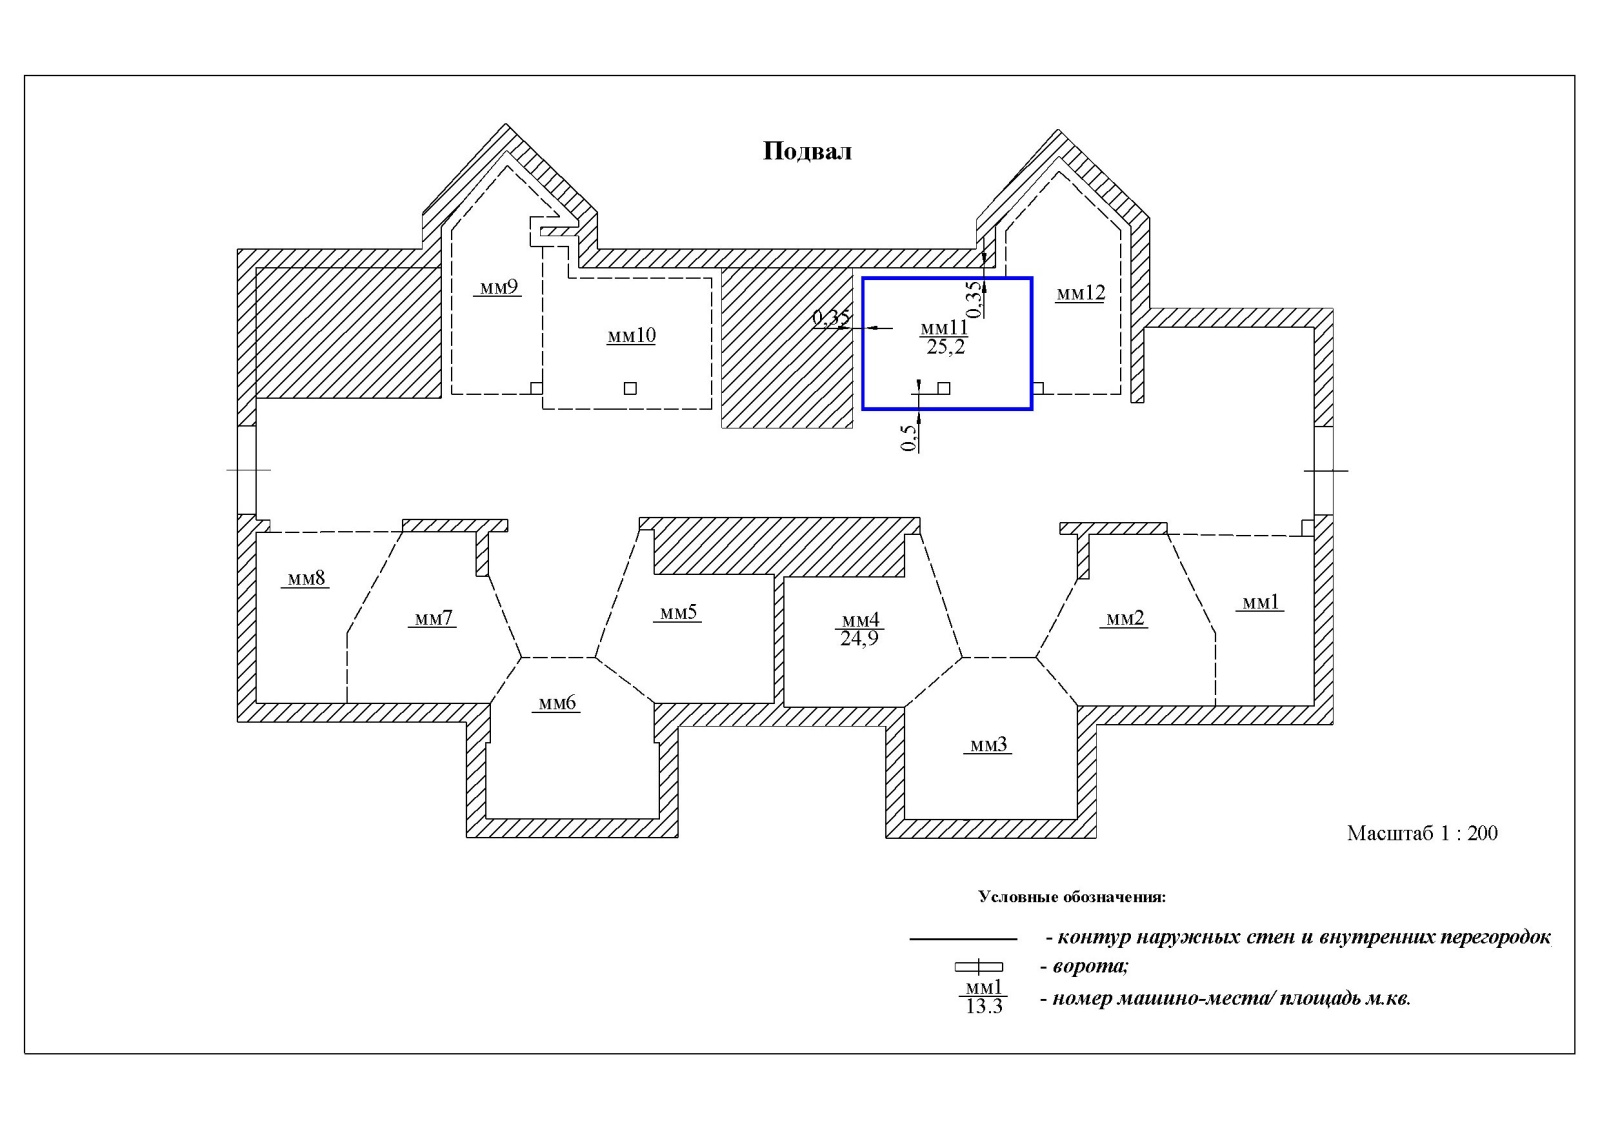 Подвал
мм9
мм10
0,35
мм11
25,2
0,35
мм12
0,5
мм8
мм7
мм5
мм4
24,9
мм2
мм1
мм6
мм3
Масштаб 1 : 200
Условные обозначения:
- контур наружных стен и внутренних перегородок
- ворота;
мм1
13.3
- номер машино-места/ площадь м.кв.